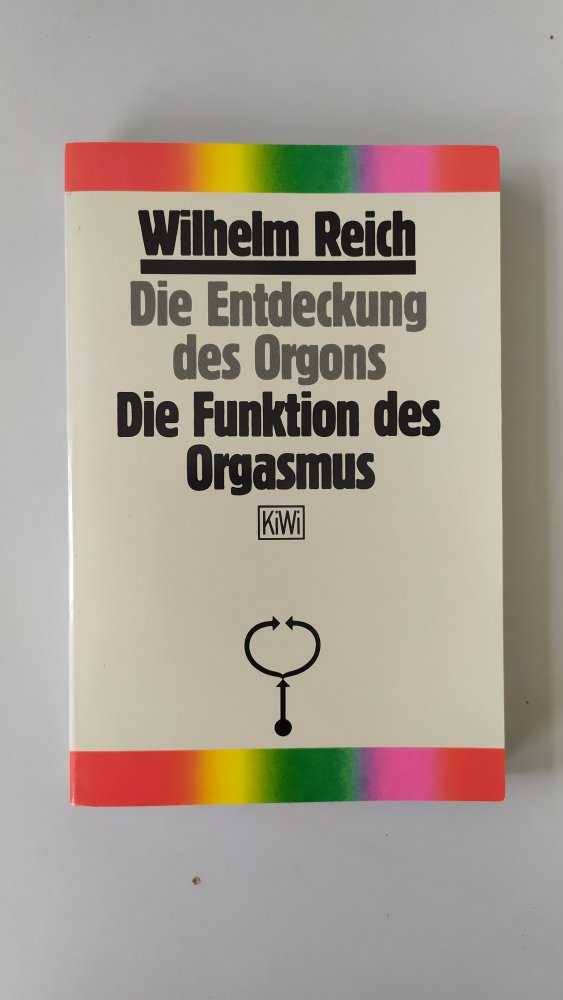 Wilhelm Reich
Die Entdeckung
des Orgons
Die Funktion des
Orgasmus
KiWi